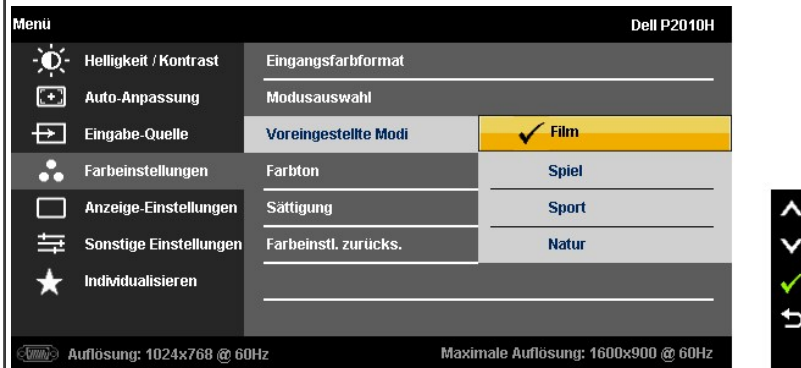 Menü Dell P2010H
Helligkeit / Kontrast Eingangsfarbformat
Auto-Anpassung Modusauswahl
Eingabe-Quelle Voreingestellte Modi Film
Farbeinstellungen Farbton Spiel
Anzeige-Einstellungen Sättigung Sport
Sonstige Einstellungen Farbeinstl. zurücks. Natur
Individualisieren
Auflösung: 1024x768 @ 60Hz Maximale Auflösung: 1600x900 @ 60Hz